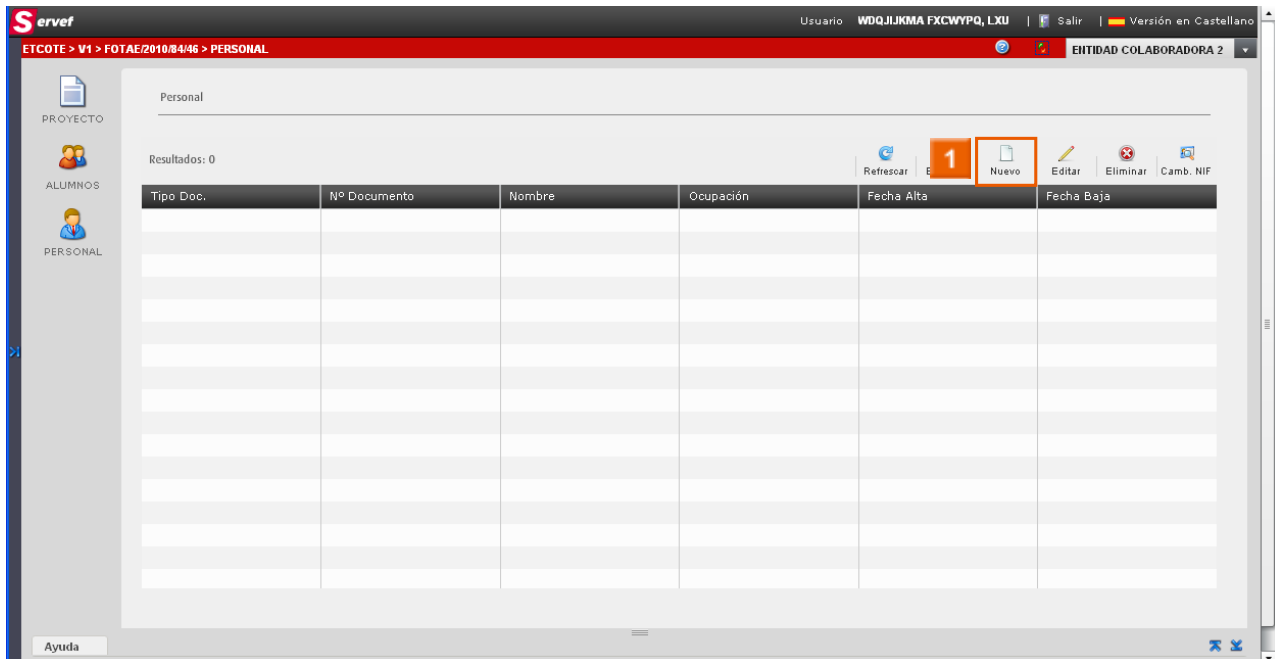 Servef Usuario WDQJIJKMA FXCWYPQ, LXU | Salir | Versión en Castellano
ETCOTE > V1 > FOTAE/2010/84/46 > PERSONAL ENTIDAD COLABORADORA 2
PROYECTO
ALUMNOS
PERSONAL
Personal
Resultados: 0
Refrescar 1 Nuevo Editar Eliminar Camb. NIF
Tipo Doc. Nº Documento Nombre Ocupación Fecha Alta Fecha Baja
Ayuda